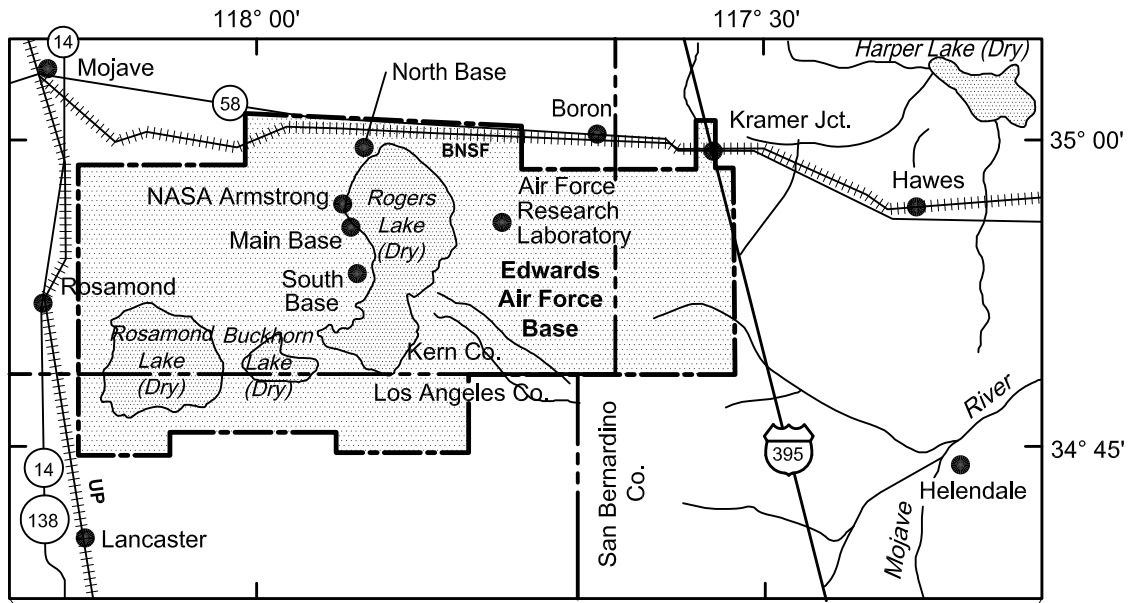 118° 00'
117° 30'
14
Mojave
58
North Base
Boron
BNSF
Kramer Jct.
Harper Lake (Dry)
35° 00'
Hawes
NASA Armstrong
Main Base
South
Base
Rogers
Lake
(Dry)
Air Force
Research
Laboratory
Edwards
Air Force
Base
Rosamond
Rosamond
Lake
(Dry)
Buckhorn
Lake
(Dry)
Kern Co.
Los Angeles Co.
San Bernardino
Co.
395
River
Mojave
34° 45'
Helendale
14
138
UP
Lancaster